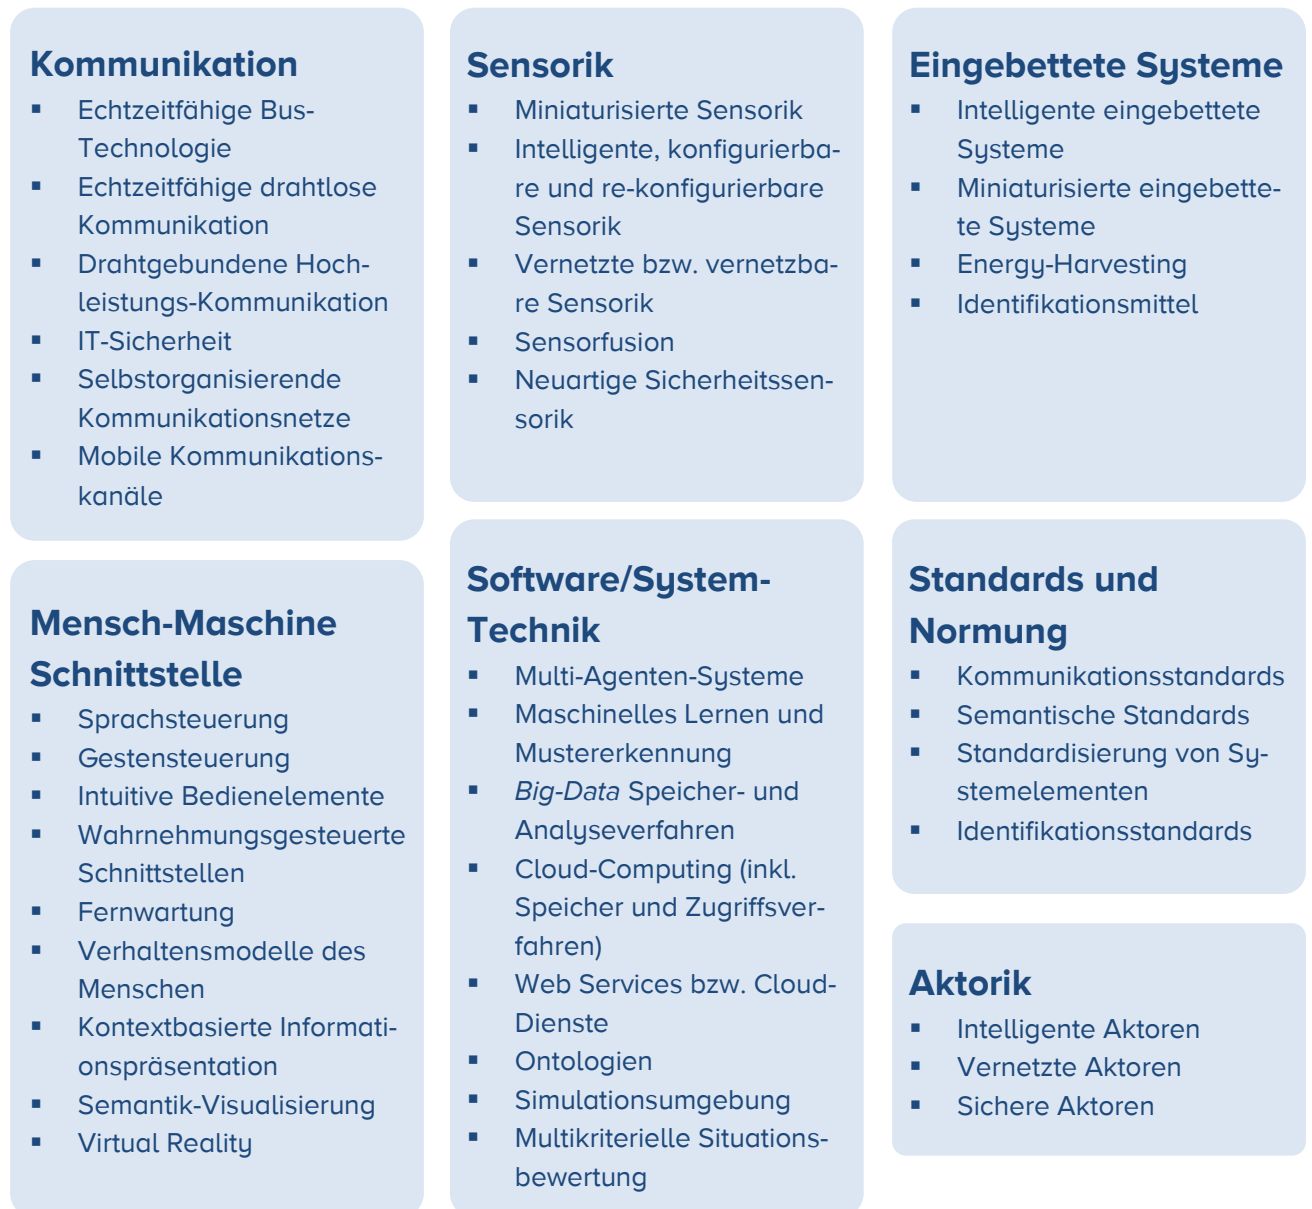 Kommunikation
▪ Echtzeitfähige Bus-
Technologie
▪ Echtzeitfähige drahtlose
Kommunikation
▪ Drahtgebundene Hoch-
leistungs-Kommunikation
▪ IT-Sicherheit
▪ Selbstorganisierende
Kommunikationsnetze
▪ Mobile Kommunikations-
kanäle
Sensorik
▪ Miniaturisierte Sensorik
▪ Intelligente, konfigurierba-
re und re-konfigurierbare
Sensorik
▪ Vernetzte bzw. vernetzba-
re Sensorik
▪ Sensorfusion
▪ Neuartige Sicherheitssen-
sorik
Eingebettete Systeme
▪ Intelligente eingebettete
Systeme
▪ Miniaturisierte eingebette-
te Systeme
▪ Energy-Harvesting
▪ Identifikationsmittel
Mensch-Maschine
Schnittstelle
▪ Sprachsteuerung
▪ Gestensteuerung
▪ Intuitive Bedienelemente
▪ Wahrnehmungsgesteuerte
Schnittstellen
▪ Fernwartung
▪ Verhaltensmodelle des
Menschen
▪ Kontextbasierte Informati-
onspräsentation
▪ Semantik-Visualisierung
▪ Virtual Reality
Software/System-
Technik
▪ Multi-Agenten-Systeme
▪ Maschinelles Lernen und
Mustererkennung
▪ Big-Data Speicher- und
Analyseverfahren
▪ Cloud-Computing (inkl.
Speicher und Zugriffsver-
fahren)
▪ Web Services bzw. Cloud-
Dienste
▪ Ontologien
▪ Simulationsumgebung
▪ Multikriterielle Situations-
bewertung
Standards und
Normung
▪ Kommunikationsstandards
▪ Semantische Standards
▪ Standardisierung von Sy-
stemelementen
▪ Identifikationsstandards
Aktorik
▪ Intelligente Aktoren
▪ Vernetzte Aktoren
▪ Sichere Aktoren